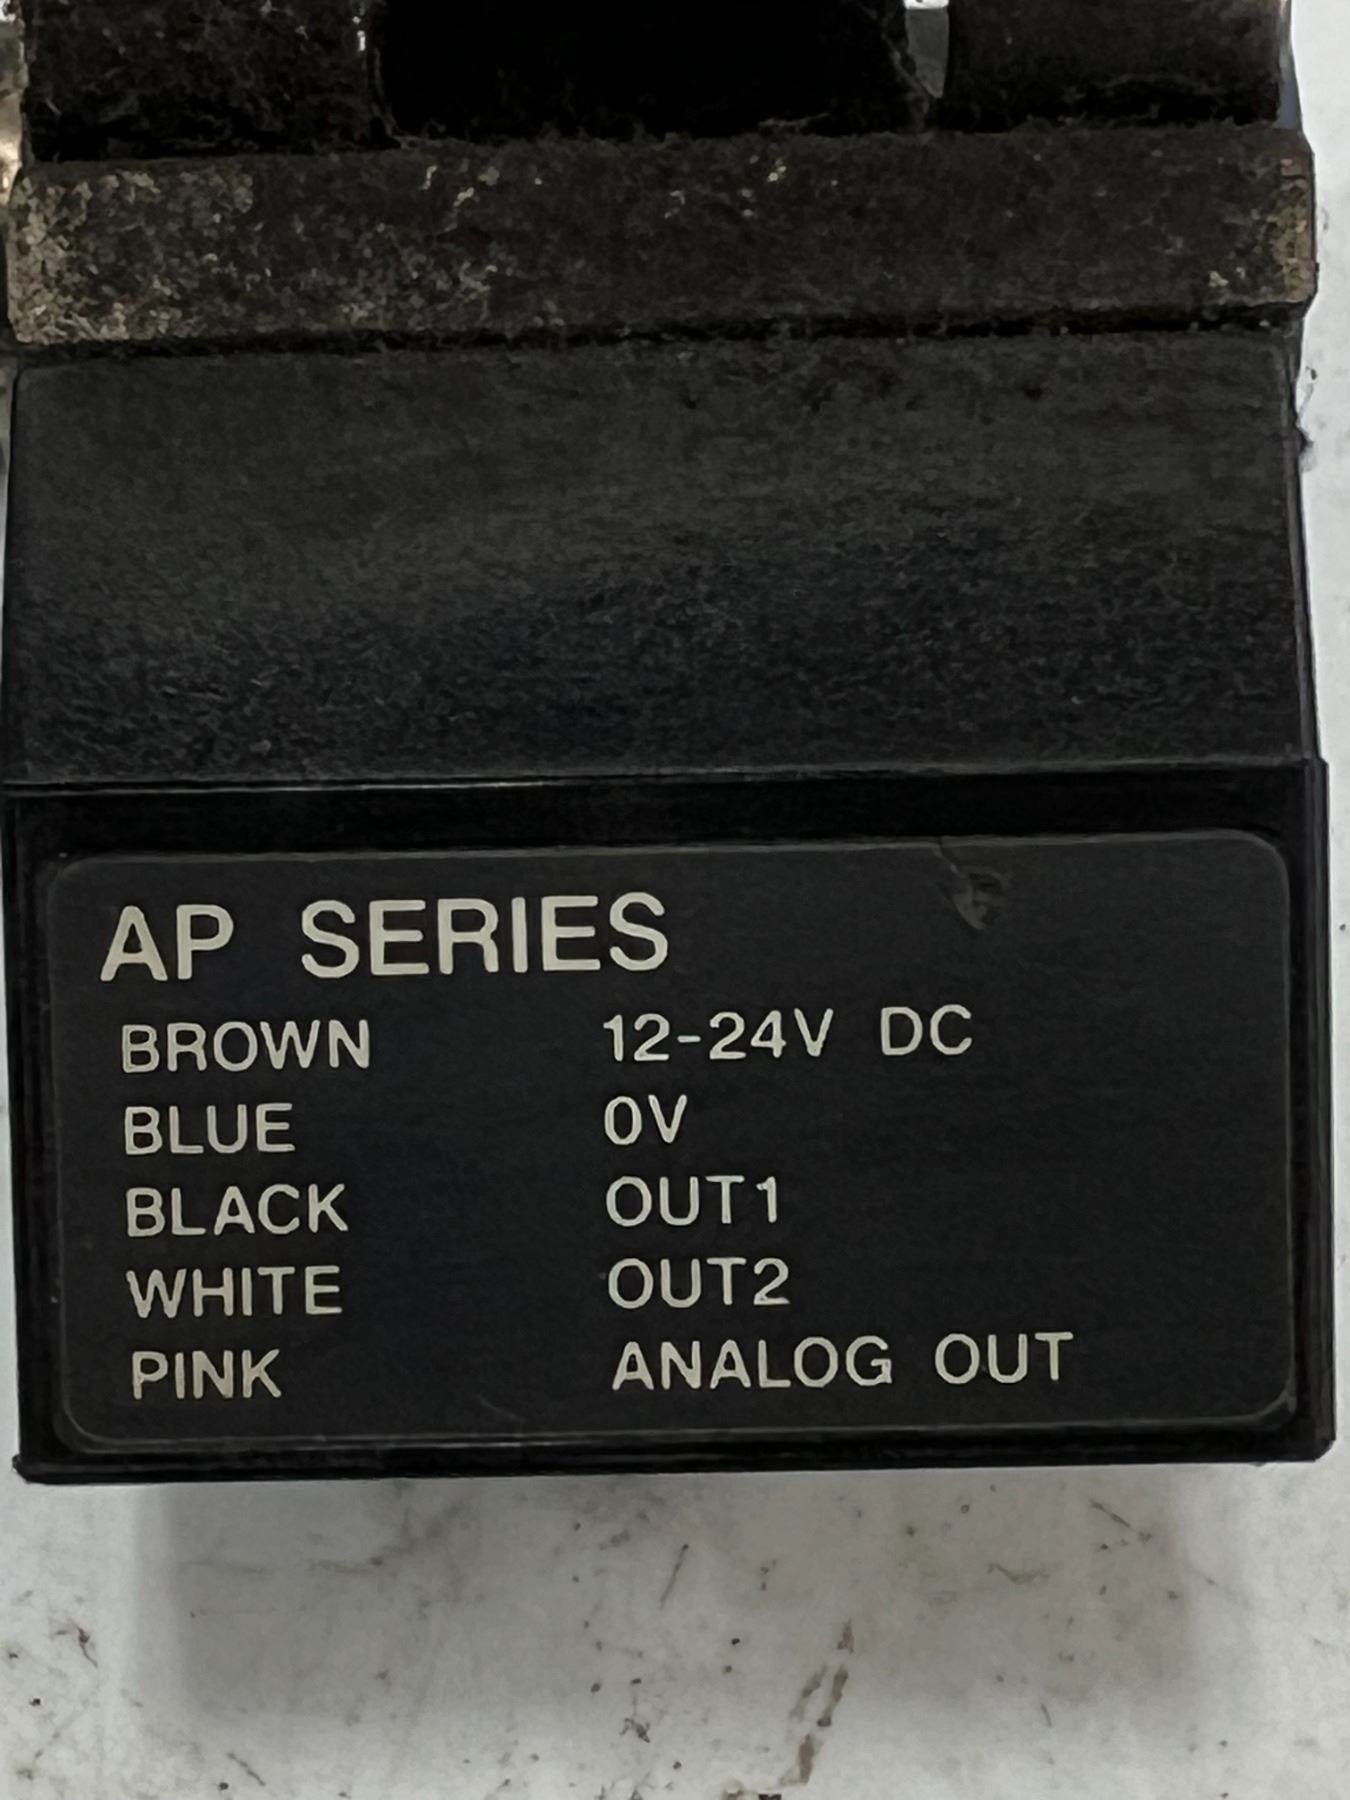 AP SERIES
BROWN 12-24V DC
BLUE 0V
BLACK OUT1
WHITE OUT2
PINK ANALOG OUT